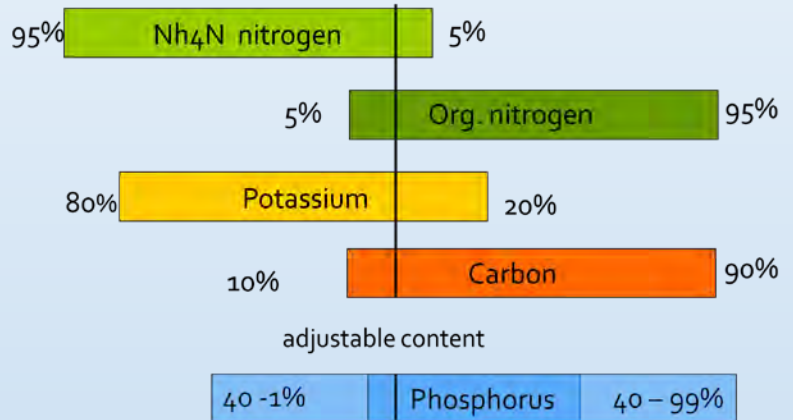 95% Nh4N nitrogen 5%
5% Org. nitrogen 95%
80% Potassium 20%
10% Carbon 90%
adjustable content
40 -1% Phosphorus 40 – 99%